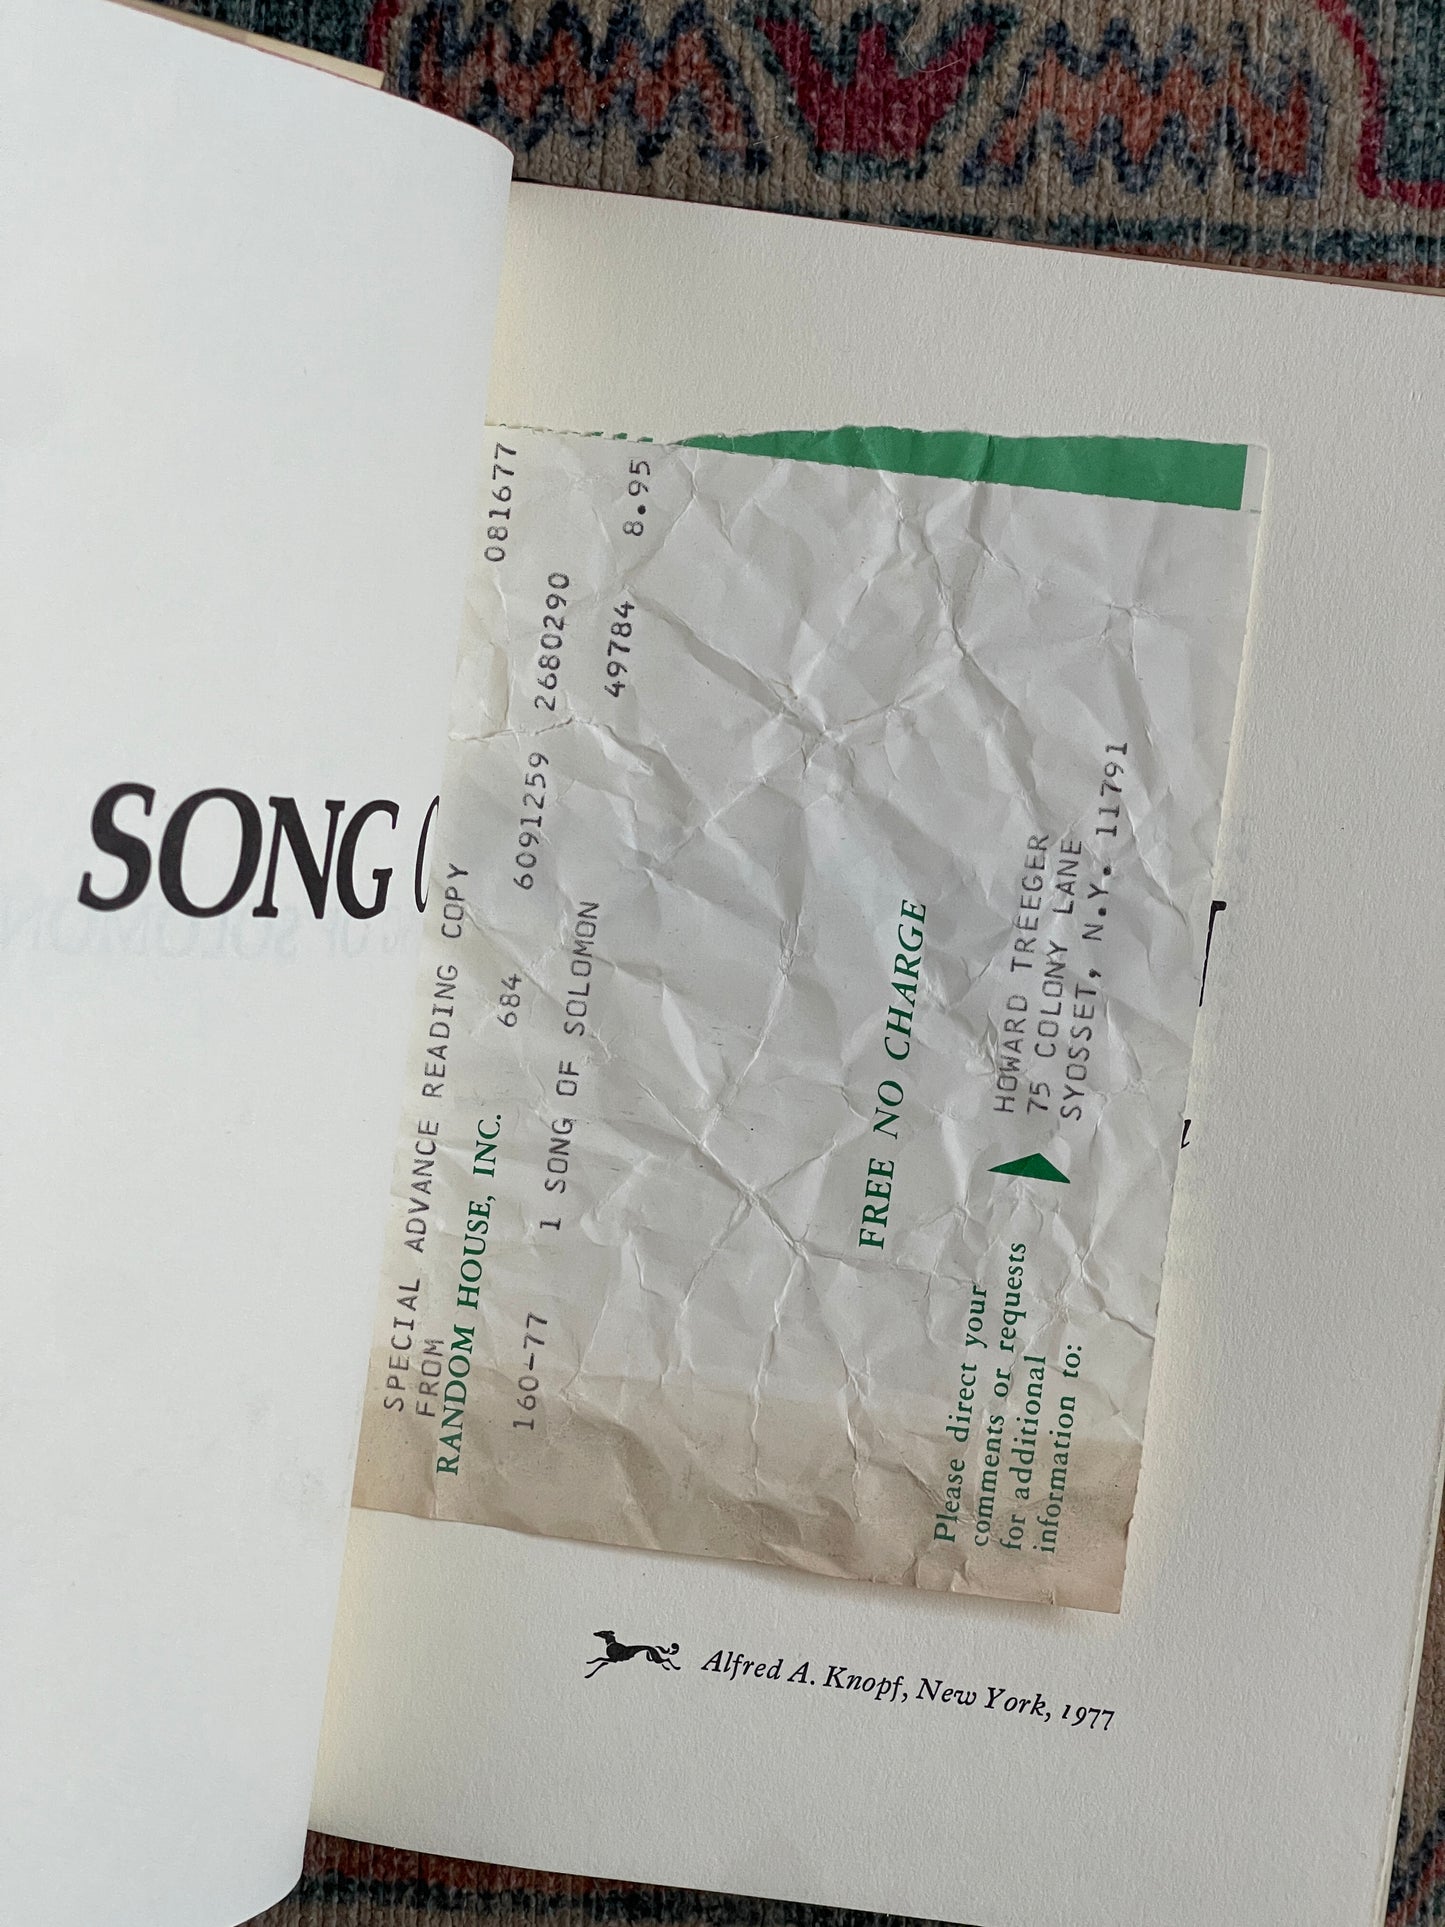 SONG
SPECIAL ADVANCE READING COPY
FROM
RANDOM HOUSE, INC.
081677
684 6091259 2680290
160-77
1 SONG OF SOLOMON 49784 8.95
FREE NO CHARGE
Please direct your
comments or requests
for additional
information to:
HOWARD TREEGER
75 COLONY LANE
SYOSSET, N.Y. 11791
Alfred A. Knopf, New York, 1977